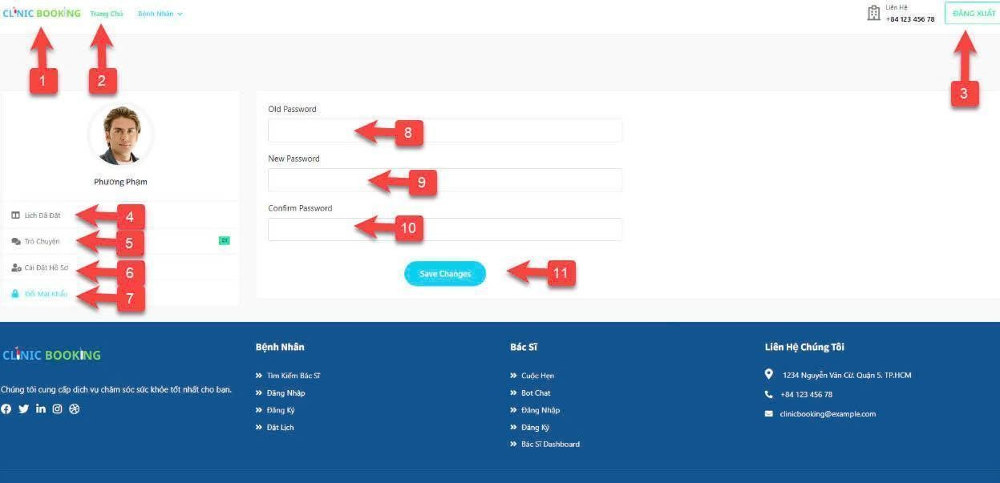 CLINIC BOOKING
Trang Chủ
Bệnh Nhân
Liên Hệ
+84 123 456 78
ĐĂNG XUẤT
1
2
3
Phương Phạm
Lịch Đã Đặt
4
Trò Chuyện
5
23
Cài Đặt Hồ Sơ
6
Đổi Mật Khẩu
7
Old Password
8
New Password
9
Confirm Password
10
Save Changes
11
CLINIC BOOKING
Chúng tôi cung cấp dịch vụ chăm sóc sức khỏe tốt nhất cho bạn.
Bệnh Nhân
Tìm Kiếm Bác Sĩ
Đăng Nhập
Đăng Ký
Đặt Lịch
Bác Sĩ
Cuộc Hẹn
Bot Chat
Đăng Nhập
Đăng Ký
Bác Sĩ Dashboard
Liên Hệ Chúng Tôi
1234 Nguyễn Văn Cừ, Quận 5, TP.HCM
+84 123 456 78
clinicbooking@example.com